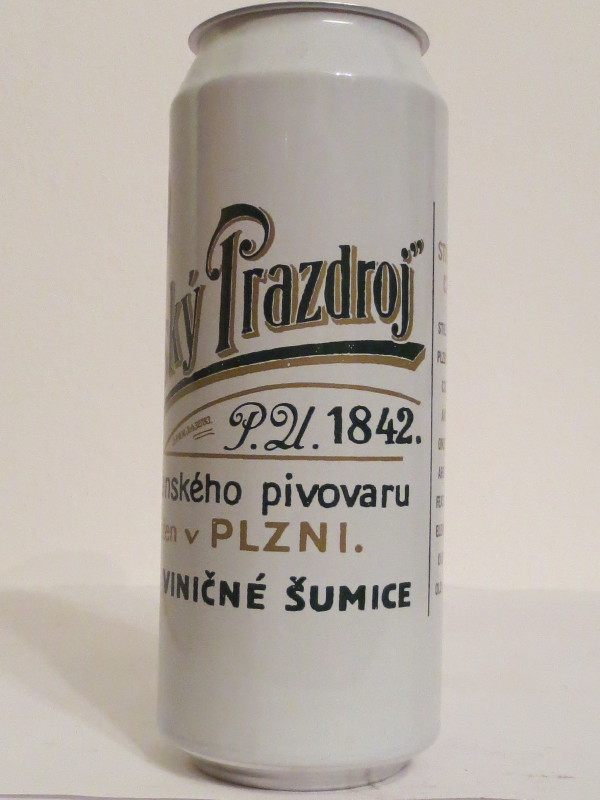 ký Prazdroj"
P.U. 1842.
nského pivovaru
en v PLZNI.
VINIČNÉ ŠUMICE